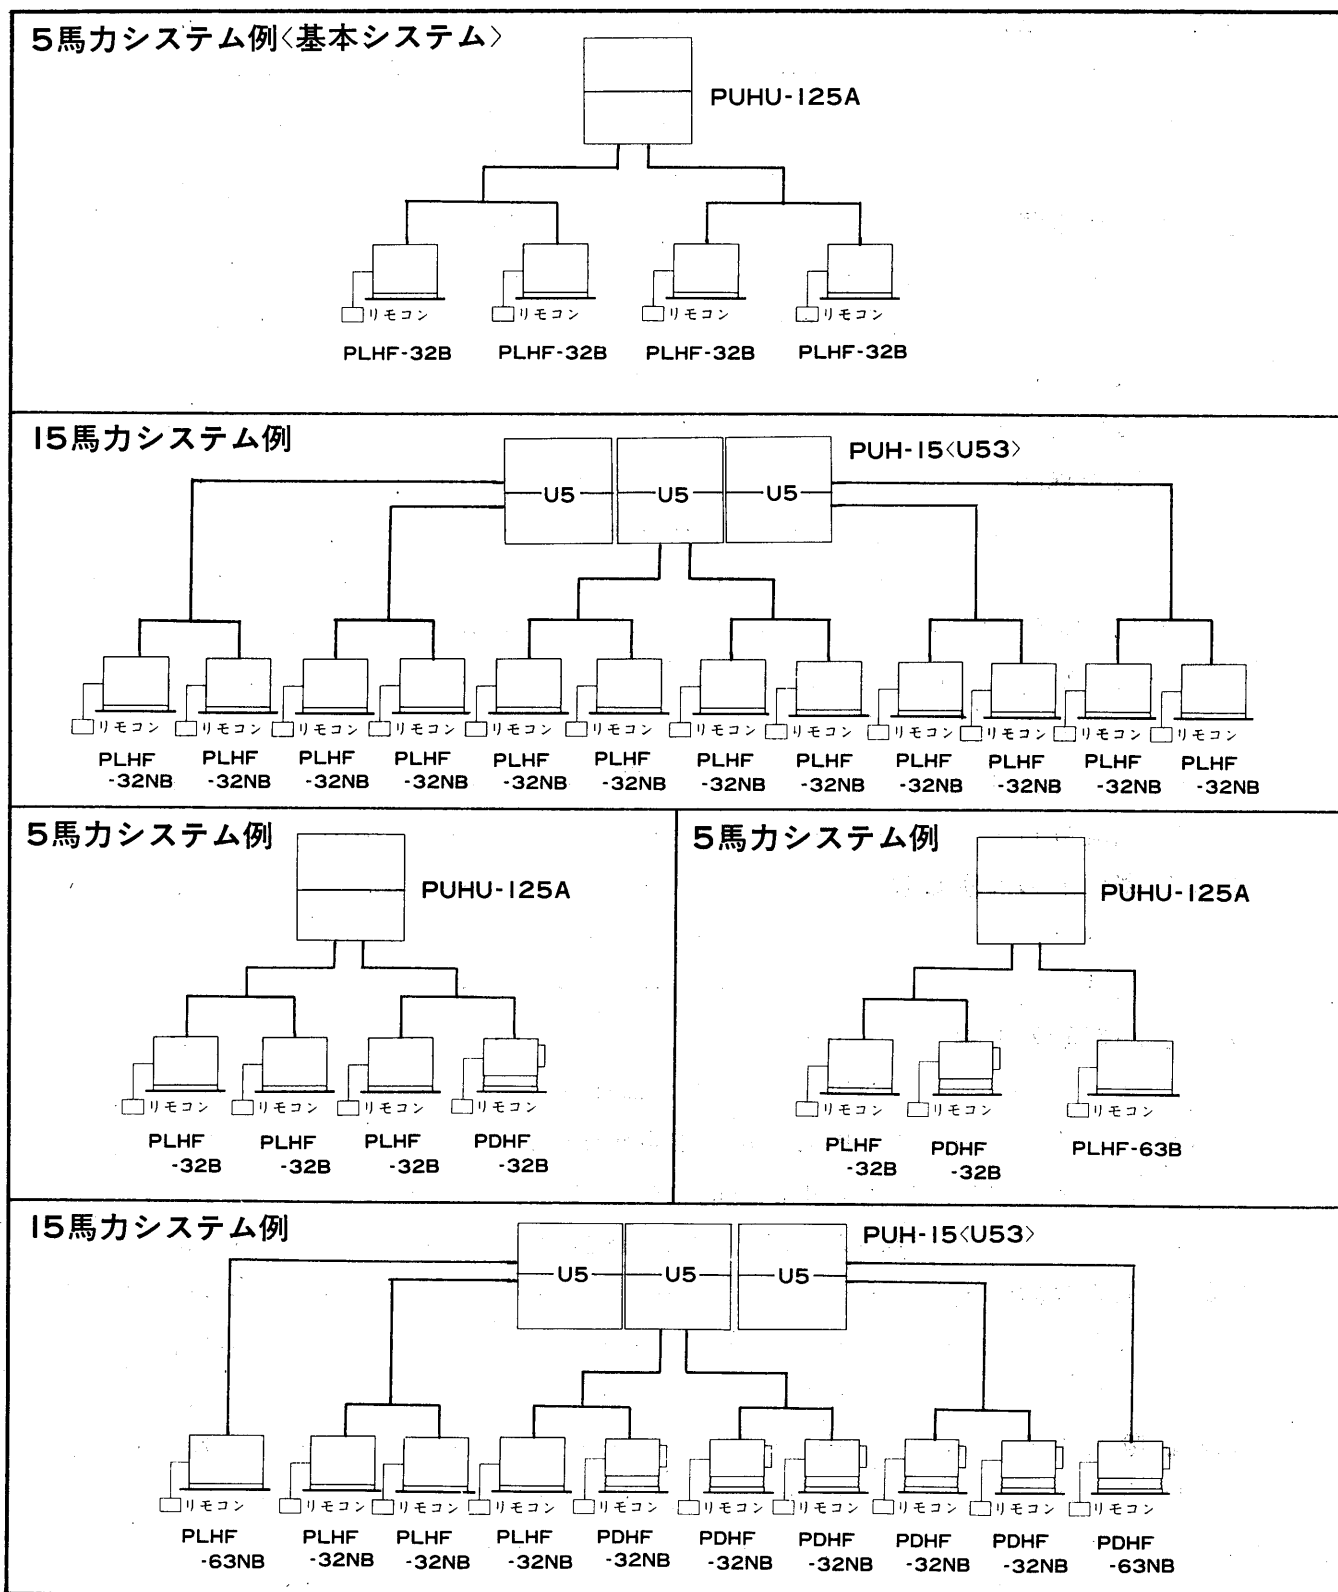 5馬力システム例〈基本システム〉
PUHU-125A
リモコン リモコン リモコン リモコン
PLHF-32B PLHF-32B PLHF-32B PLHF-32B
15馬力システム例
PUH-15〈U53〉
U5 U5 U5
リモコン リモコン リモコン リモコン リモコン リモコン リモコン リモコン リモコン リモコン リモコン リモコン
PLHF PLHF PLHF PLHF PLHF PLHF PLHF PLHF PLHF PLHF PLHF PLHF
-32NB -32NB -32NB -32NB -32NB -32NB -32NB -32NB -32NB -32NB -32NB -32NB
5馬力システム例
PUHU-125A
リモコン リモコン リモコン リモコン
PLHF PLHF PLHF PDHF
-32B -32B -32B -32B
5馬力システム例
PUHU-125A
リモコン リモコン リモコン
PLHF PDHF PLHF-63B
-32B -32B
15馬力システム例
PUH-15〈U53〉
U5 U5 U5
リモコン リモコン リモコン リモコン リモコン リモコン リモコン リモコン リモコン リモコン
PLHF PLHF PLHF PLHF PDHF PDHF PDHF PDHF PDHF PDHF
-63NB -32NB -32NB -32NB -32NB -32NB -32NB -32NB -32NB -63NB